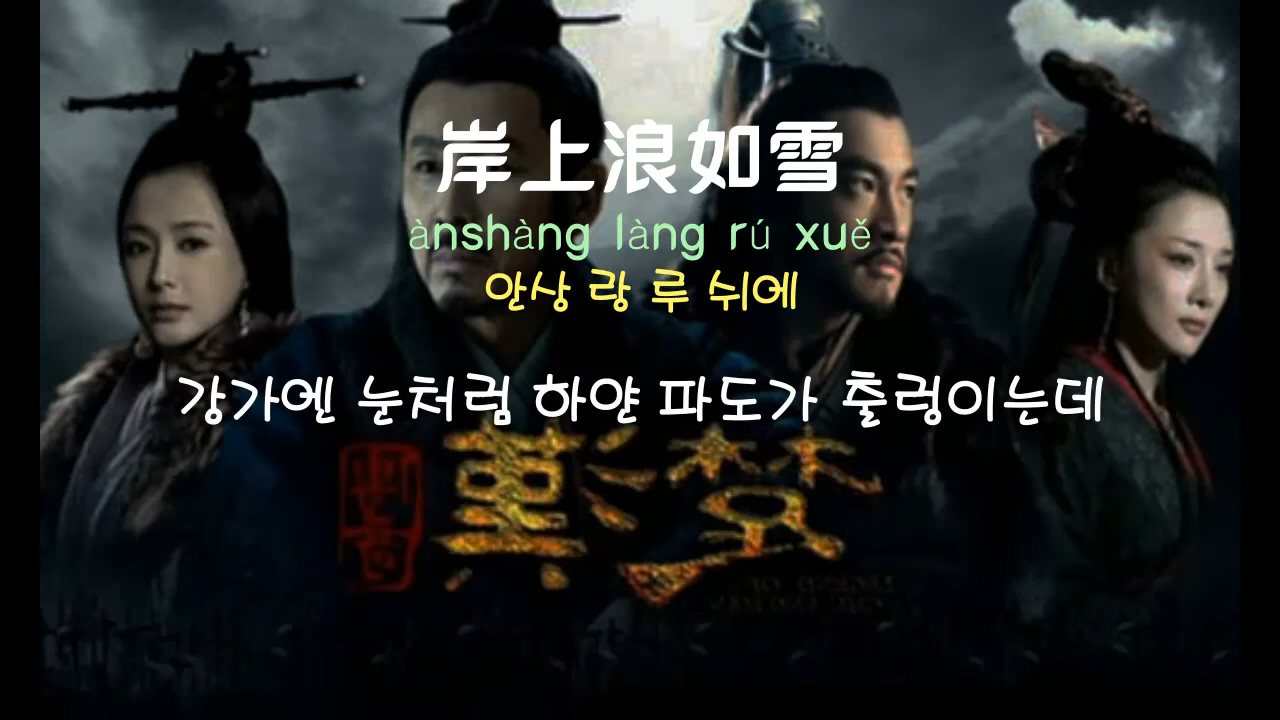 岸上浪如雪
ànshàng làng rú xuě
안상 랑 루 쉬에
강가엔 눈처럼 하얀 파도가 출렁이는데